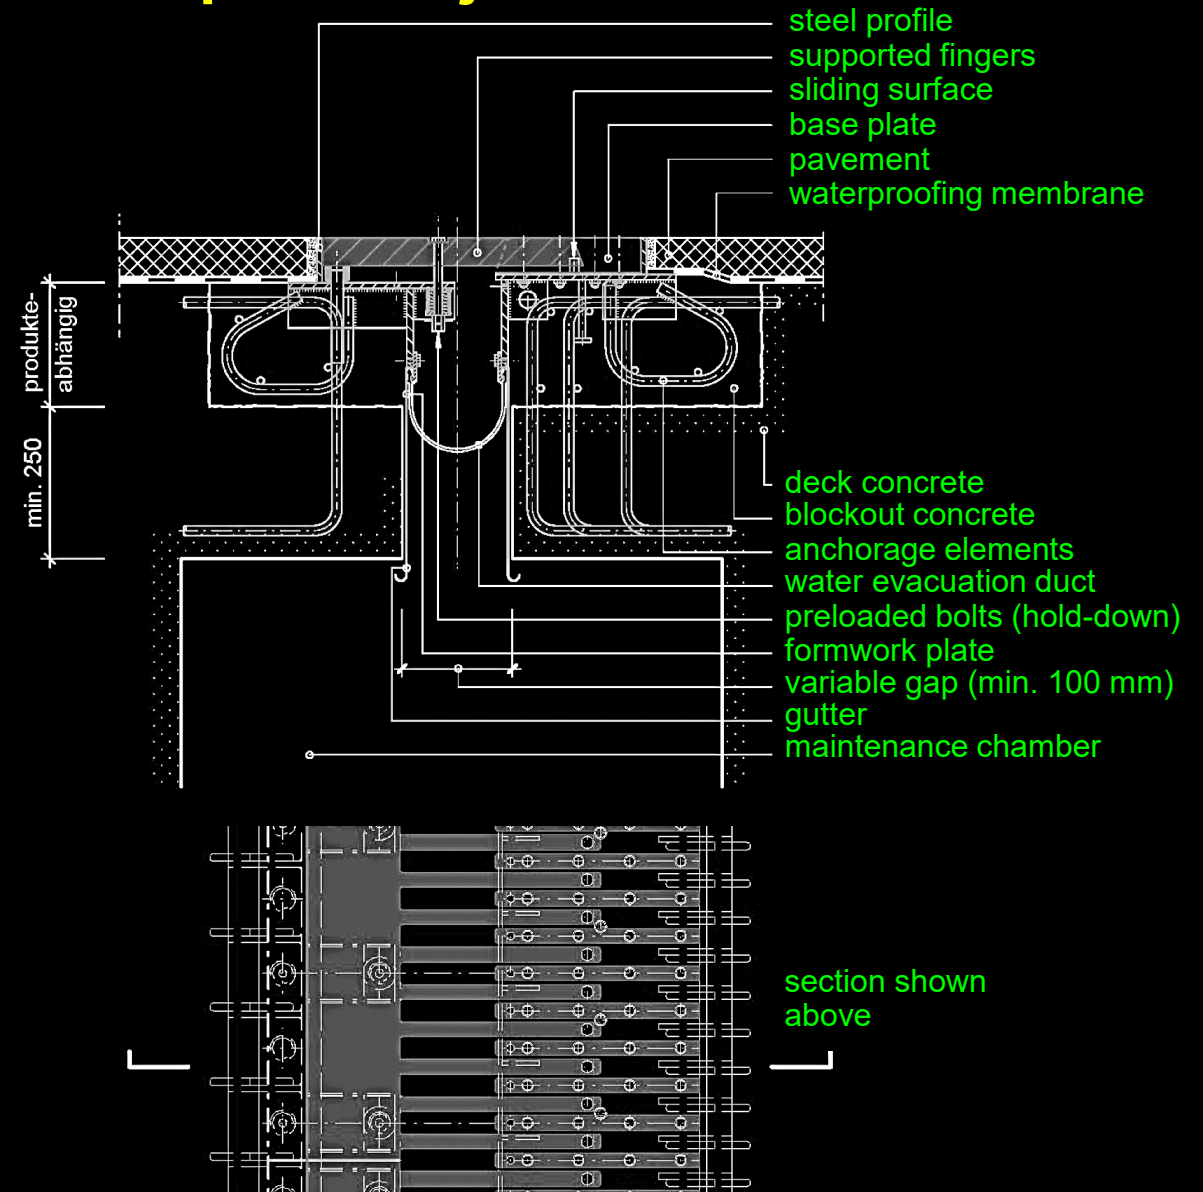 steel profile
supported fingers
sliding surface
base plate
pavement
waterproofing membrane
produkte-
abhängig
min. 250
deck concrete
blockout concrete
anchorage elements
water evacuation duct
preloaded bolts (hold-down)
formwork plate
variable gap (min. 100 mm)
gutter
maintenance chamber
section shown
above